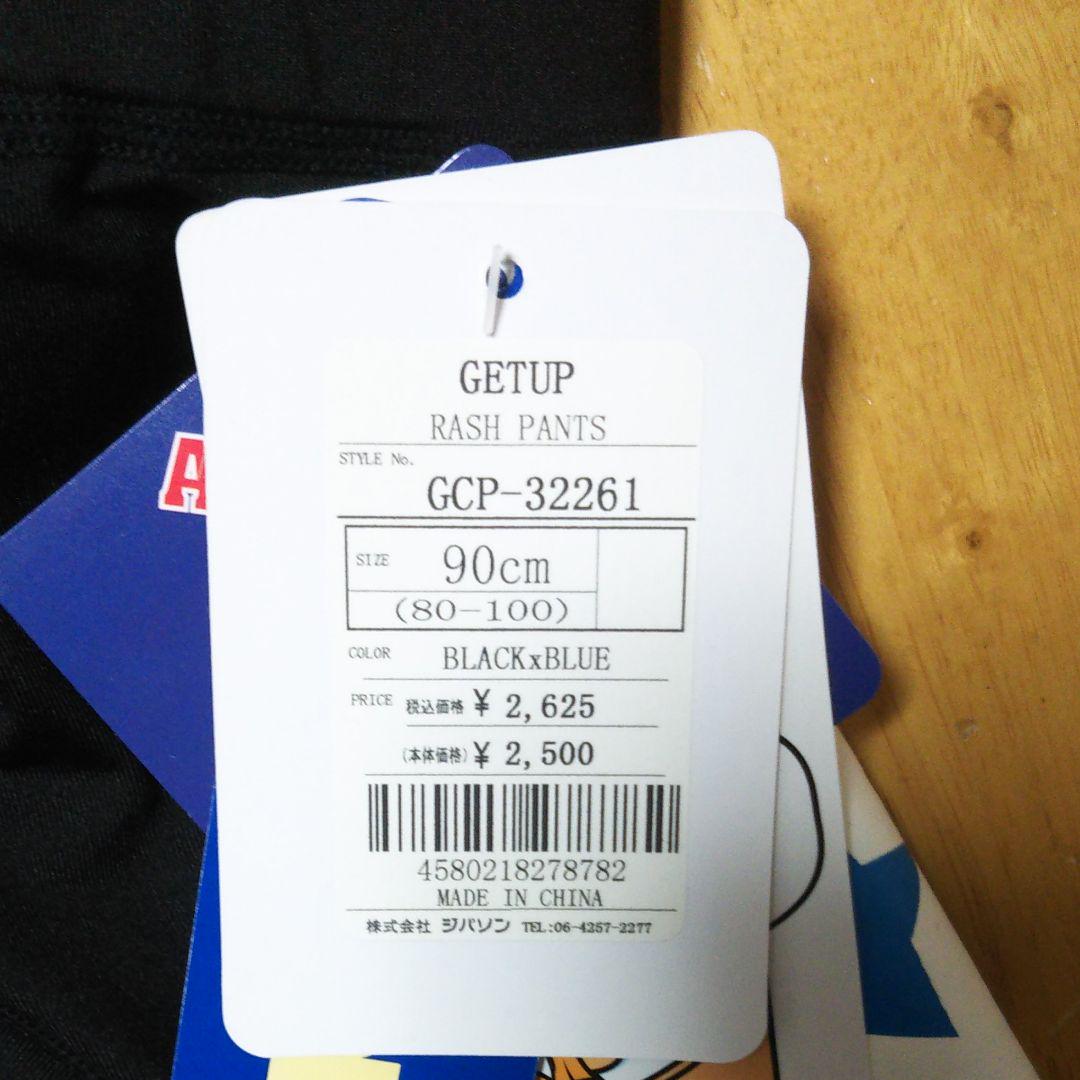 GETUP
RASH PANTS
STYLE No.
GCP-32261
SIZE 90cm
(80-100)
COLOR BLACKxBLUE
PRICE 税込価格 ¥ 2,625
(本体価格) ¥ 2,500
4580218278782
MADE IN CHINA
株式会社 ジパソン TEL:06-4257-2277
A